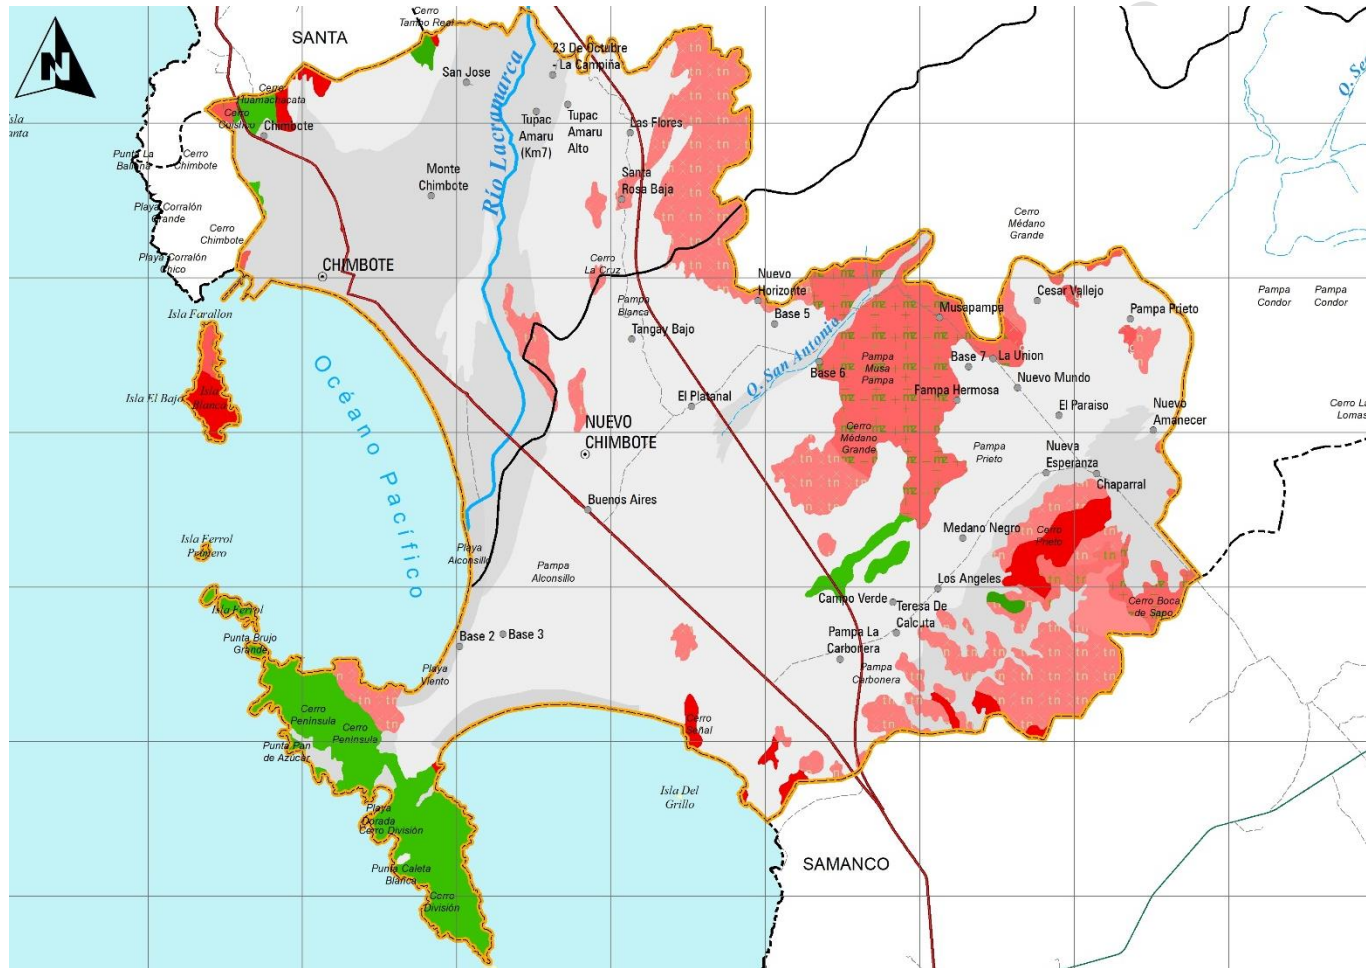 N
SANTA
Cerro
Tambo Real
San Jose
Río Lacramarca
23 De Octubre
- La Campiña
Cerro
Huamachacata
Chimbote
Tupac
Amaru
(Km7)
Tupac
Amaru
Alto
Las Flores
Punta La
Cerro
Chimbote
Monte
Chimbote
Santa
Rosa Baja
Playa Corralón
Grande
Cerro
Chimbote
Playa Corralón
Chico
CHIMBOTE
Cerro
La Cruz
Pampa
Blanca
Tangay Bajo
Nuevo
Horizonte
Base 5
Q. San Antonio
Base 6
Cerro
Médano
Grande
Q. Se
Pampa
Condor
Pampa
Condor
Cesar Vallejo
Pampa Prieto
Musapampa
Pampa
Musa
Pampa
Base 7
La Union
Nuevo Mundo
Pampa Hermosa
El Paraiso
Nuevo
Amanecer
Cerro La
Lomas
Isla Farallon
Isla El Bajo
Isla
Blanca
Océano Pacífico
El Platanal
NUEVO
CHIMBOTE
Cerro
Médano
Grande
Pampa
Prieto
Nueva
Esperanza
Chaparral
Buenos Aires
Isla Ferrol
Primero
Playa
Alconsillo
Pampa
Alconsillo
Medano Negro
Cerro
Prieto
Los Angeles
Isla Ferrol
Punta Brujo
Grande
Base 2
Base 3
Playa
Viento
Campo Verde
Teresa De
Calcuta
Pampa La
Carbonera
Pampa
Carbonera
Cerro Boca
de Sapo
Cerro
Península
Cerro
Península
Punta Pan
de Azúcar
Cerro
Señal
Isla Del
Grillo
Playa
Dorada
Cerro División
Punta Caleta
Blanca
Cerro
División
SAMANCO